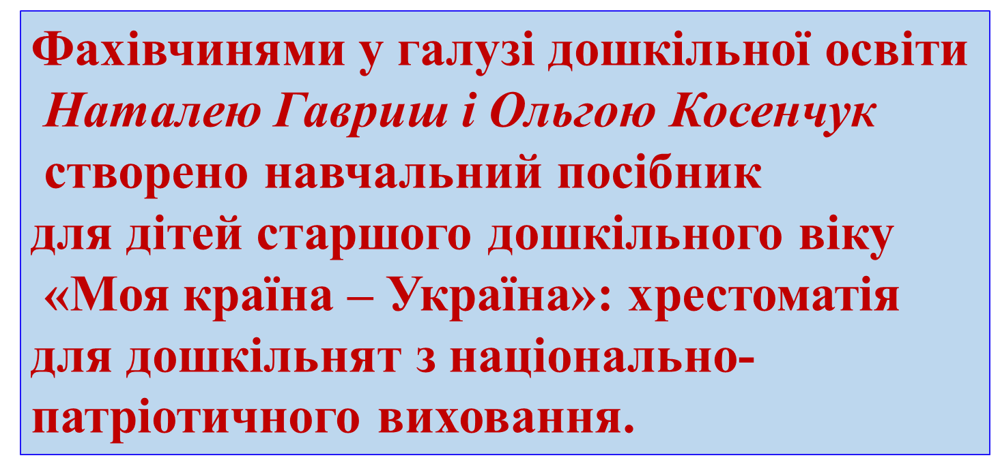 Фахівчинями у галузі дошкільної освіти
Наталею Гавриш і Ольгою Косенчук
створено навчальний посібник
для дітей старшого дошкільного віку
«Моя країна – Україна»: хрестоматія
для дошкільнят з національно-
патріотичного виховання.